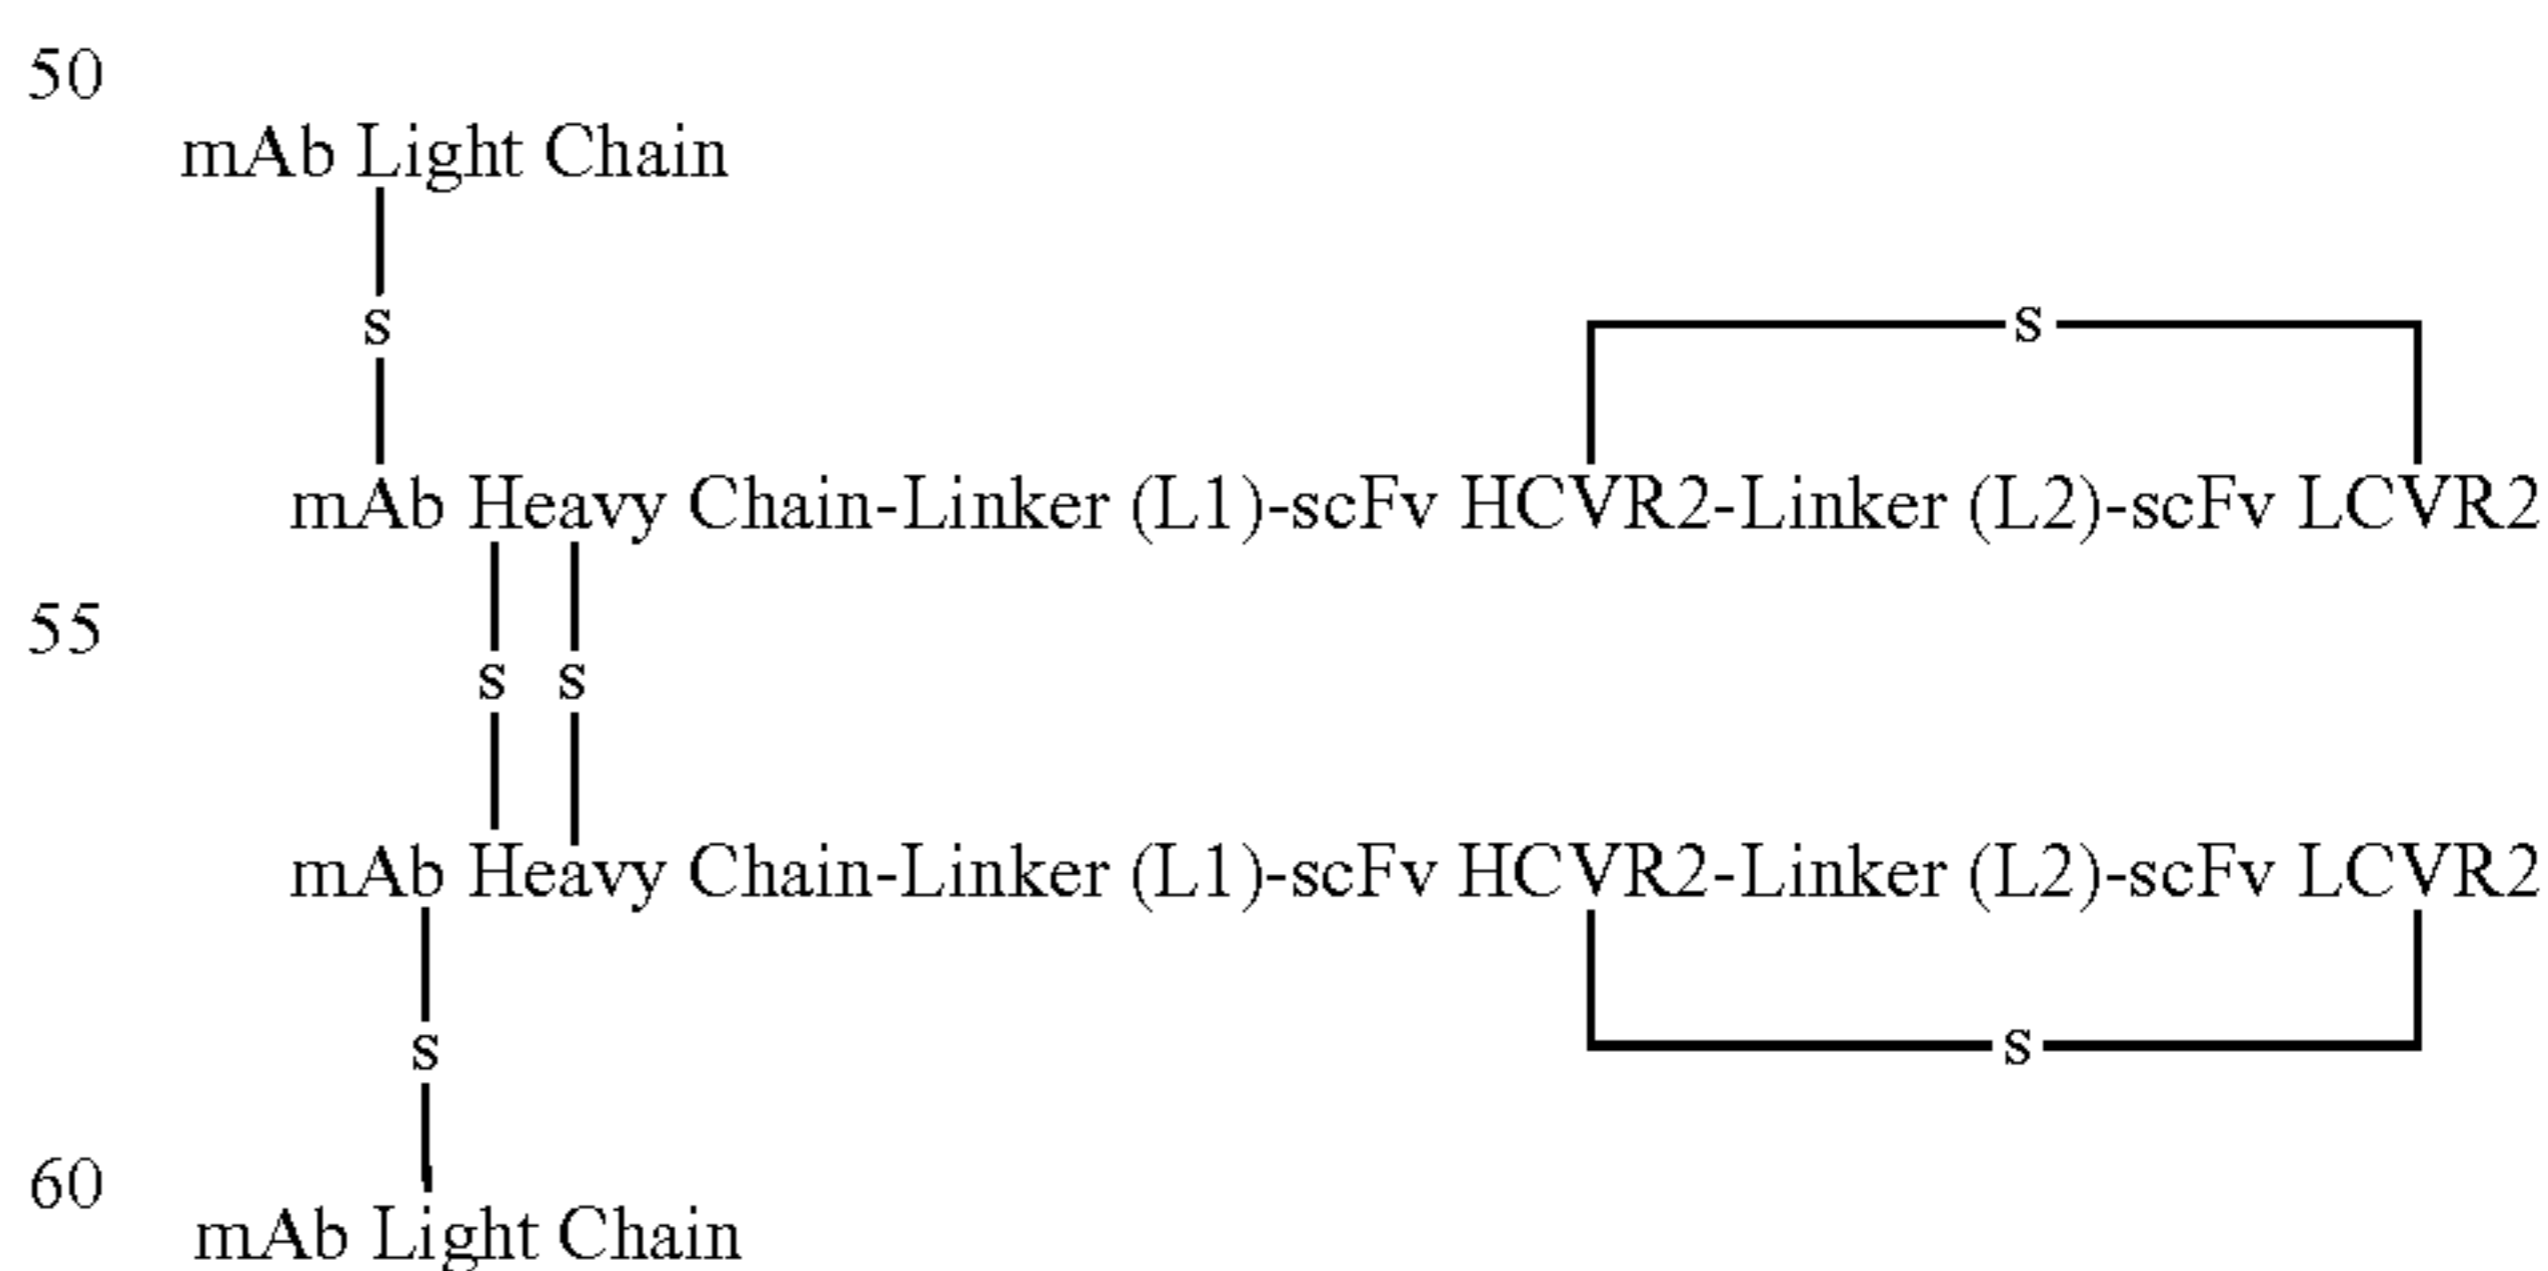 50
mAb Light Chain
s
s
mAb Heavy Chain-Linker (L1)-scFv HCVR2-Linker (L2)-scFv LCVR2
55
s s
mAb Heavy Chain-Linker (L1)-scFv HCVR2-Linker (L2)-scFv LCVR2
s
s
60
mAb Light Chain